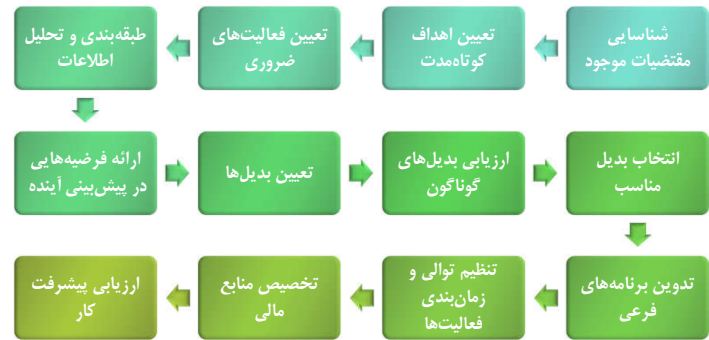 شناسایی
مقتضیات موجود
تعیین اهداف
کوتاه‌مدت
تعیین فعالیت‌های
ضروری
طبقه‌بندی و تحلیل
اطلاعات
ارائه فرضیه‌هایی
در پیش‌بینی آینده
تعیین بدیل‌ها
ارزیابی بدیل‌های
گوناگون
انتخاب بدیل
مناسب
تدوین برنامه‌های
فرعی
تنظیم توالی و
زمان‌بندی
فعالیت‌ها
تخصیص منابع
مالی
ارزیابی پیشرفت
کار